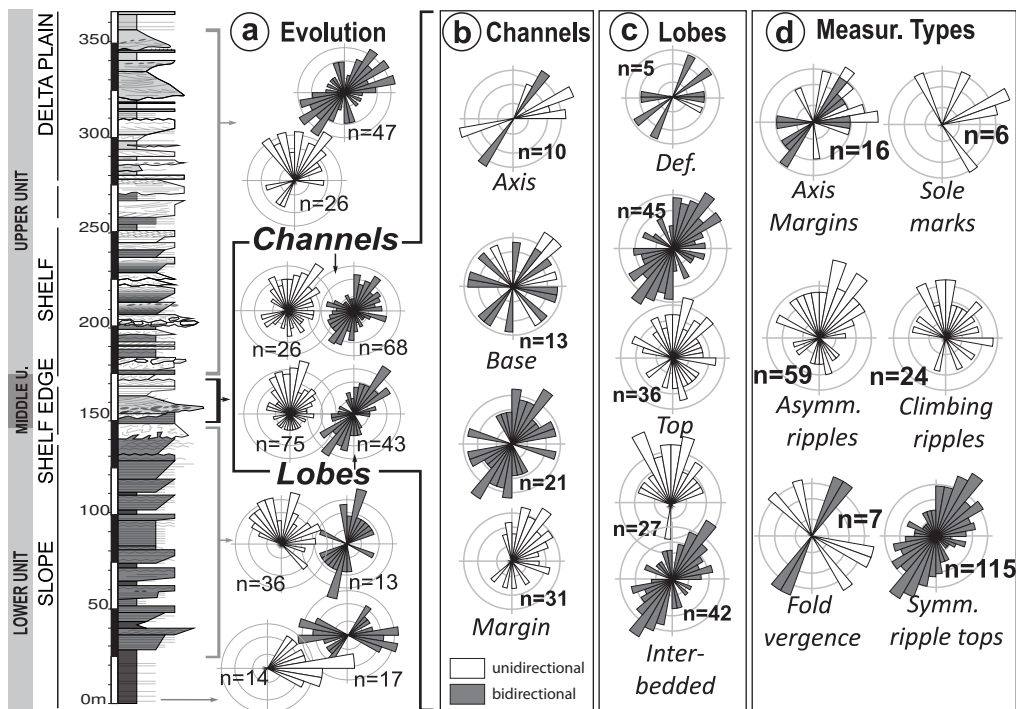 a Evolution
b Channels
c Lobes
d Measur. Types
UPPER UNIT
MIDDLE U.
LOWER UNIT
DELTA PLAIN
SHELF
SHELF EDGE
SLOPE
350
300
250
200
150
100
50
0m
n=47
n=26
Channels
n=26
n=68
n=75
n=43
Lobes
n=36
n=13
n=14
n=17
n=10
Axis
n=13
Base
n=21
n=31
Margin
unidirectional
bidirectional
n=5
Def.
n=45
n=36
Top
n=27
n=42
Inter-
bedded
n=16
Axis
Margins
n=6
Sole
marks
n=59
Asymm.
ripples
n=24
Climbing
ripples
n=7
Fold
vergence
n=115
Symm.
ripple tops